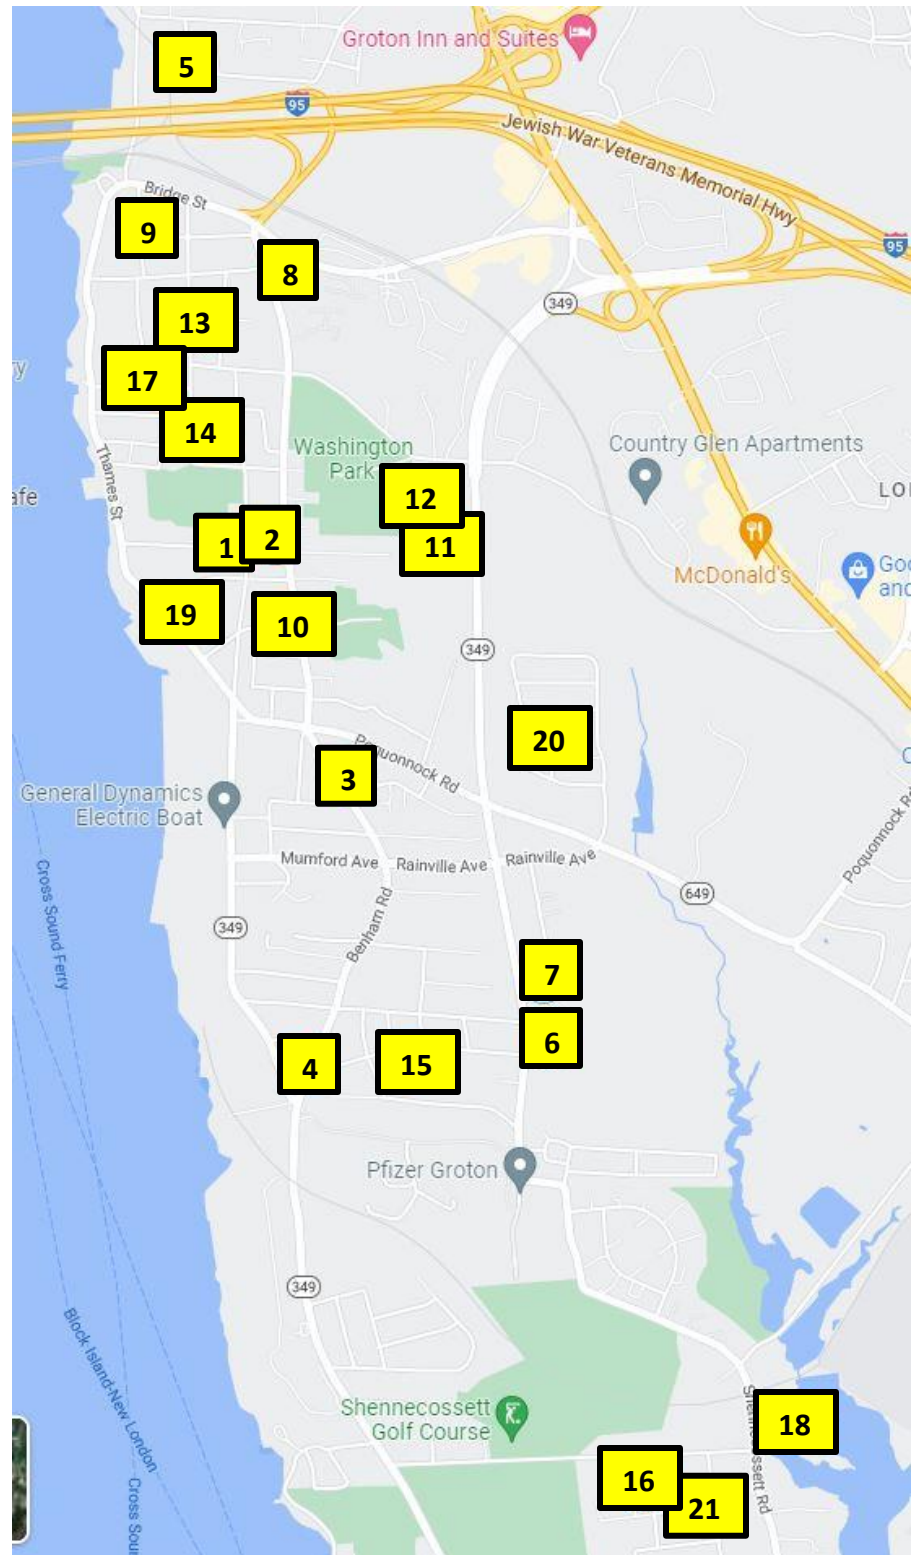 Groton Inn and Suites
5
95
Jewish War Veterans Memorial Hwy
Bridge St
9
95
8
349
13
17
14
Washington
Park
Country Glen Apartments
Thames St
12
1
2
11
McDonald's
19
10
349
20
Poquonnock Rd
3
General Dynamics
Electric Boat
Poquonnock Rd
Mumford Ave
Rainville Ave
Rainville Ave
649
Cross Sound Ferry
349
Benham Rd
7
6
4
15
Pfizer Groton
349
Block Island-New London
Shennecossett
Golf Course
Shennecossett Rd
18
16
21